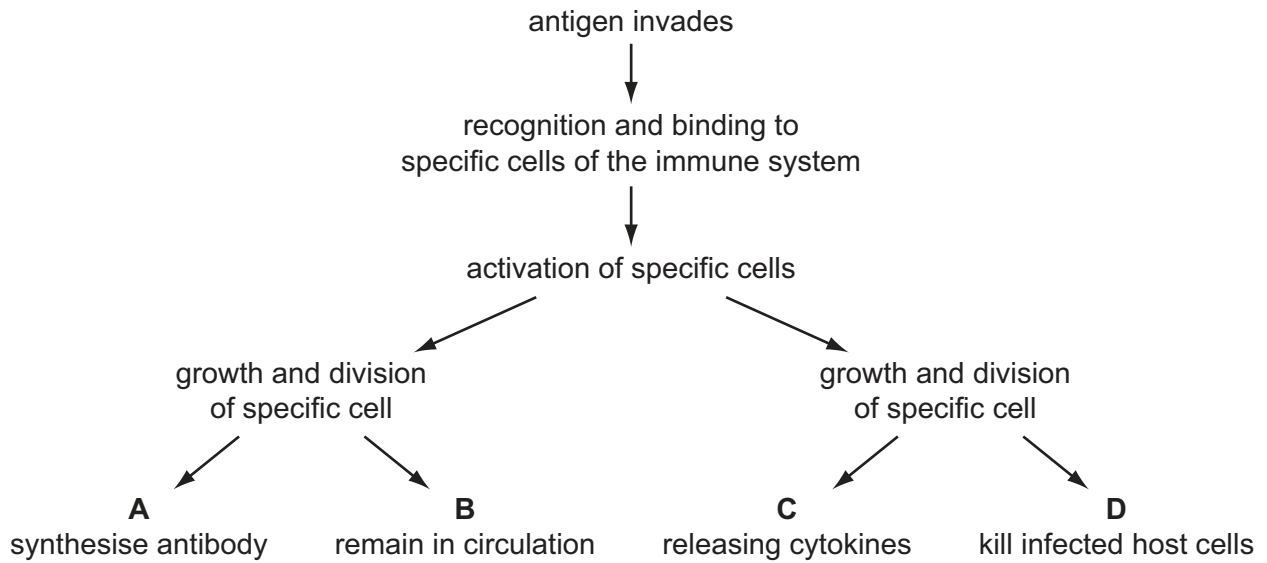 antigen invades
recognition and binding to
specific cells of the immune system
activation of specific cells
growth and division
of specific cell
growth and division
of specific cell
A
synthesise antibody
B
remain in circulation
C
releasing cytokines
D
kill infected host cells